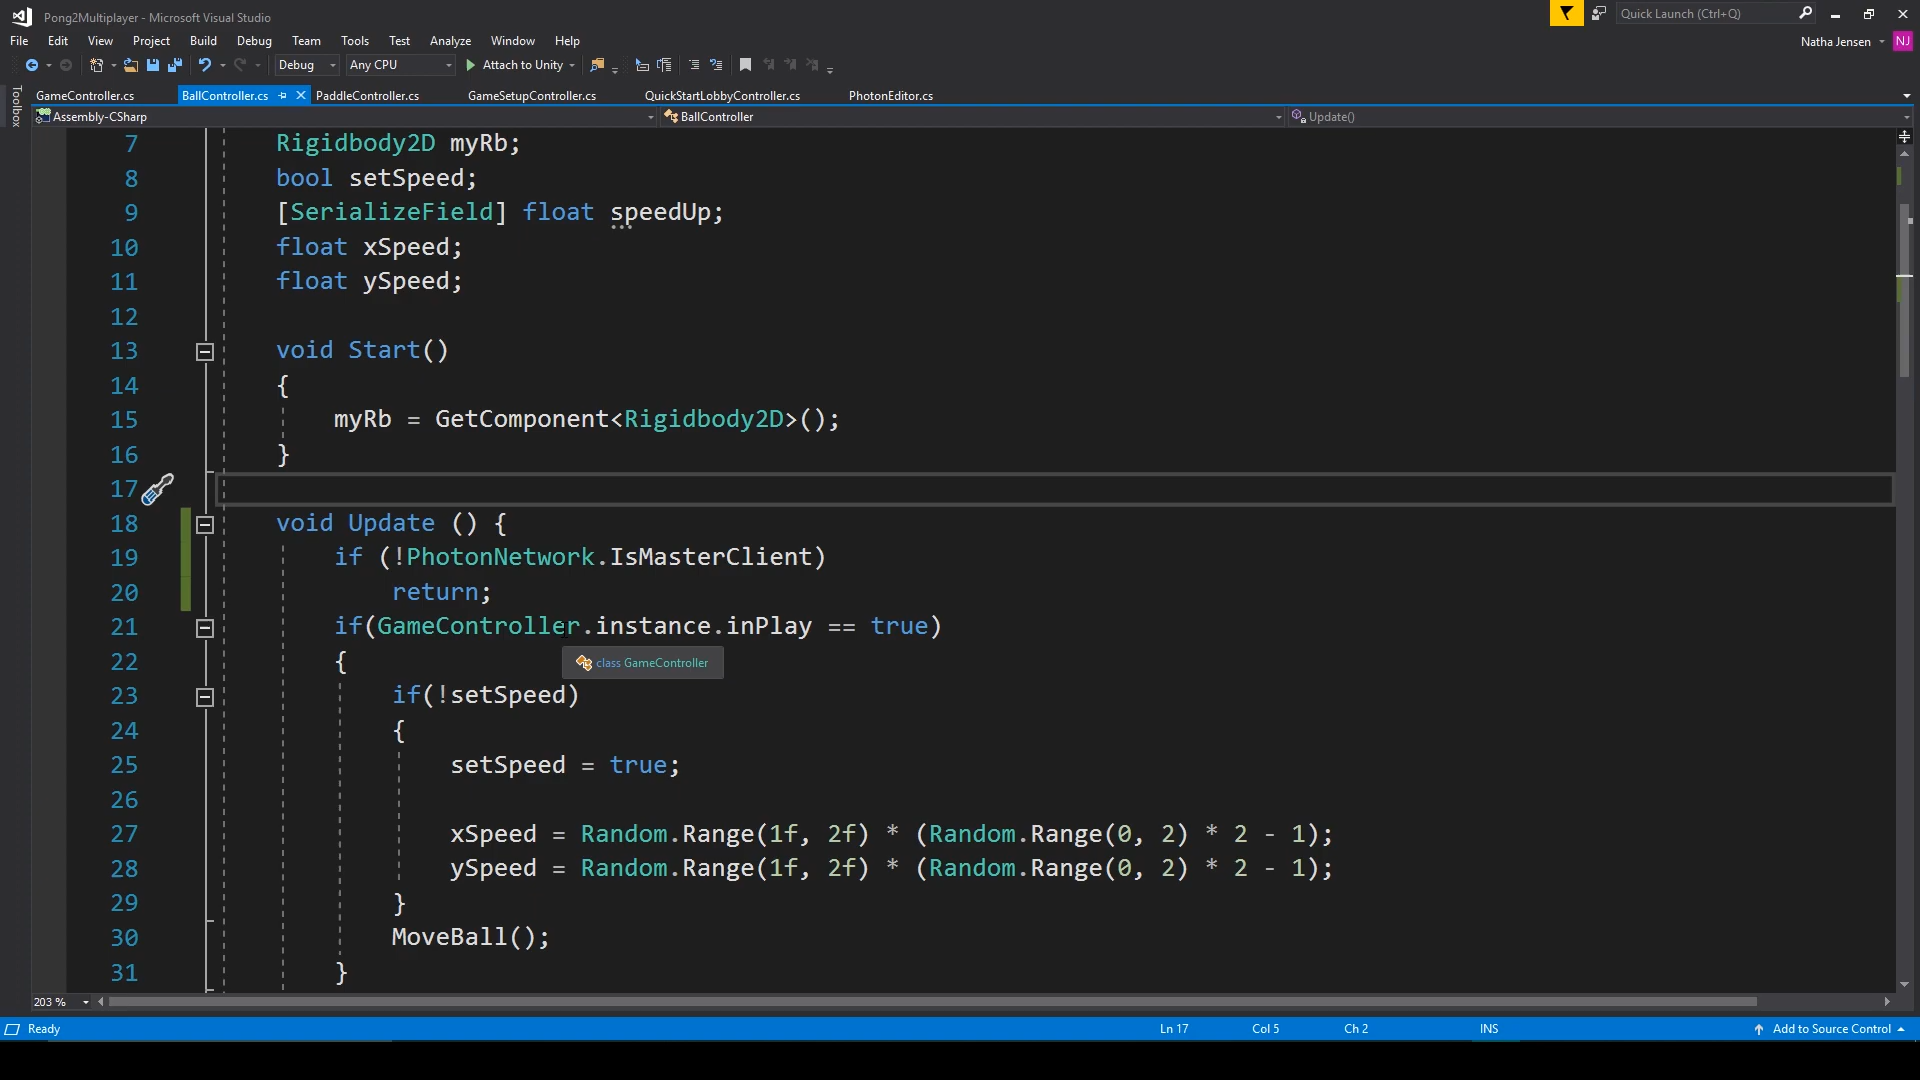 Pong2Multiplayer - Microsoft Visual Studio
Quick Launch (Ctrl+Q)
File Edit View Project Build Debug Team Tools Test Analyze Window Help
Natha Jensen NJ
Debug Any CPU Attach to Unity
Toolbox
GameController.cs BallController.cs PaddleController.cs GameSetupController.cs QuickStartLobbyController.cs PhotonEditor.cs
Assembly-CSharp BallController Update()
7 Rigidbody2D myRb;
8 bool setSpeed;
9 [SerializeField] float speedUp;
10 float xSpeed;
11 float ySpeed;
12
13 void Start()
14 {
15 myRb = GetComponent<Rigidbody2D>();
16 }
17
18 void Update () {
19 if (!PhotonNetwork.IsMasterClient)
20 return;
21 if(GameController.instance.inPlay == true)
22 {
class GameController
23 if(!setSpeed)
24 {
25 setSpeed = true;
26
27 xSpeed = Random.Range(1f, 2f) * (Random.Range(0, 2) * 2 - 1);
28 ySpeed = Random.Range(1f, 2f) * (Random.Range(0, 2) * 2 - 1);
29 }
30 MoveBall();
31 }
203 %
Ready Ln 17 Col 5 Ch 2 INS Add to Source Control